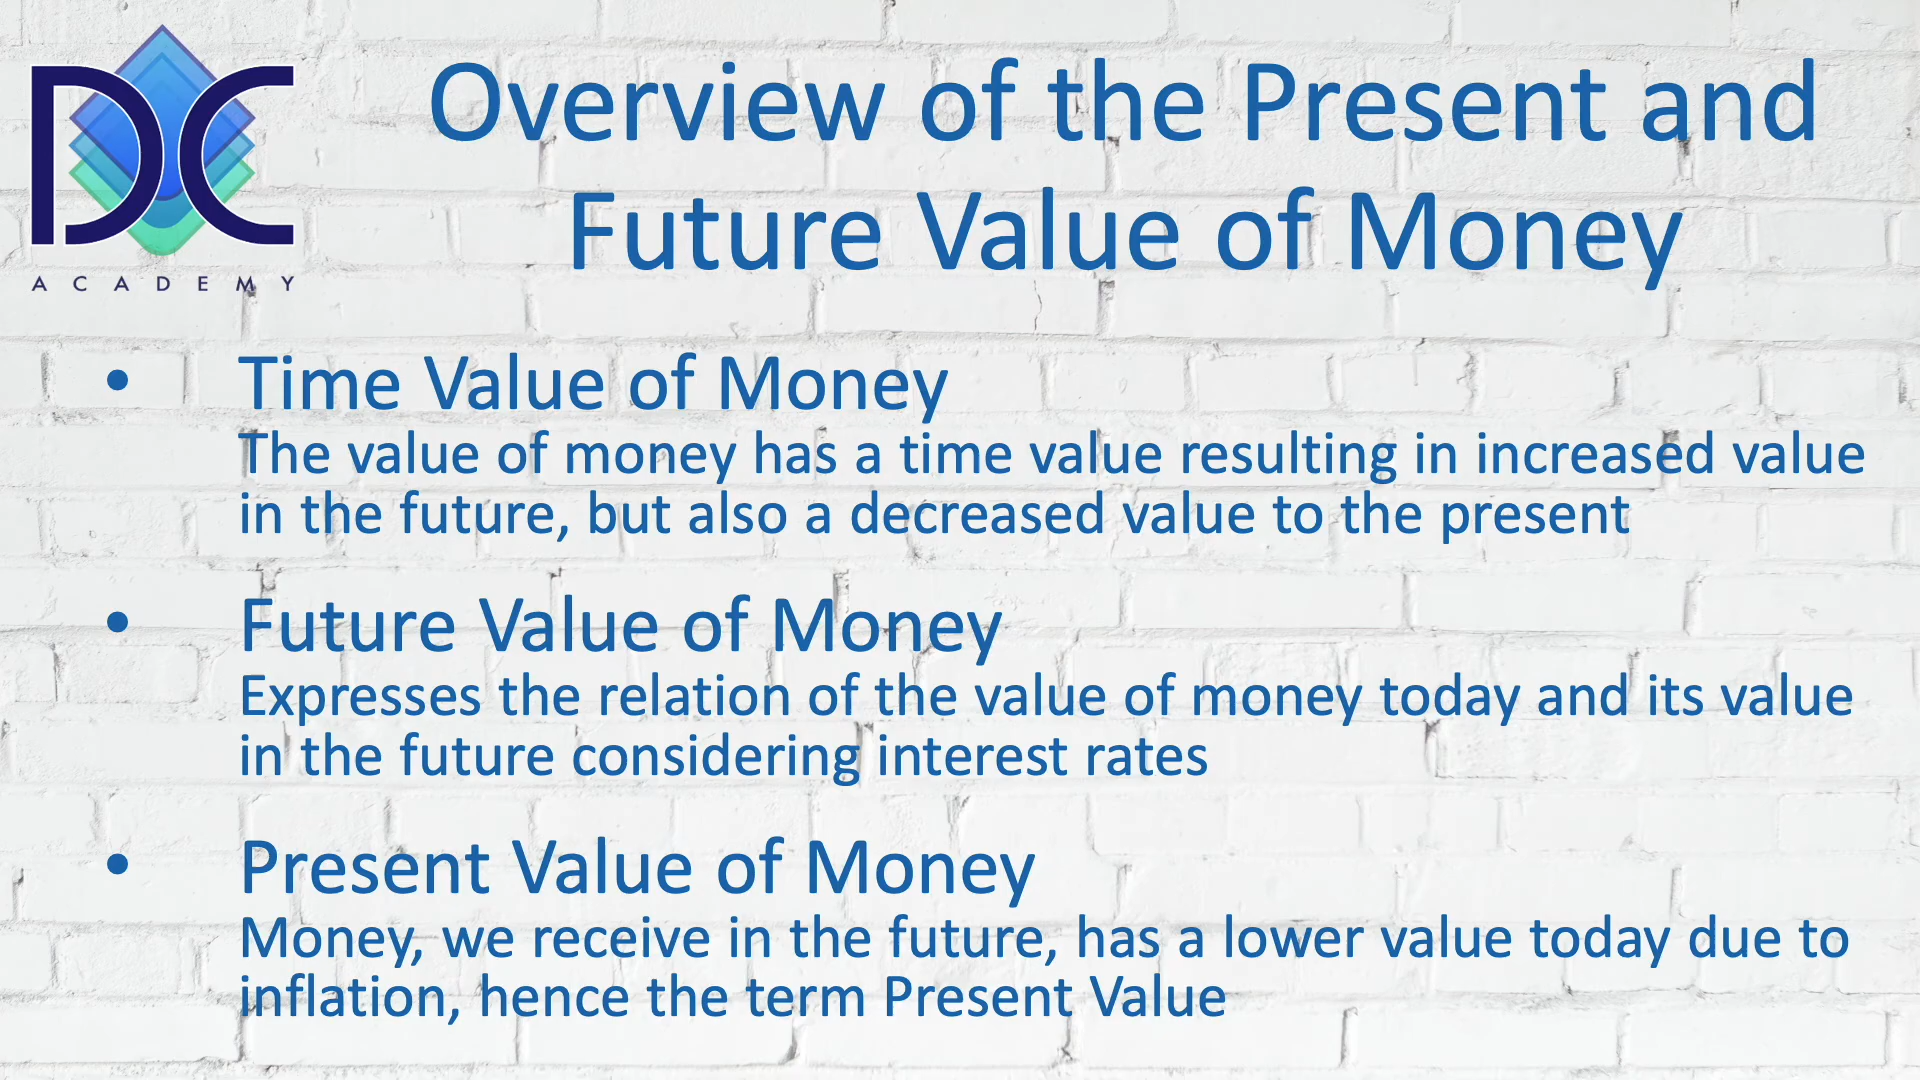 DC
ACADEMY
Overview of the Present and
Future Value of Money
• Time Value of Money
The value of money has a time value resulting in increased value
in the future, but also a decreased value to the present
• Future Value of Money
Expresses the relation of the value of money today and its value
in the future considering interest rates
• Present Value of Money
Money, we receive in the future, has a lower value today due to
inflation, hence the term Present Value